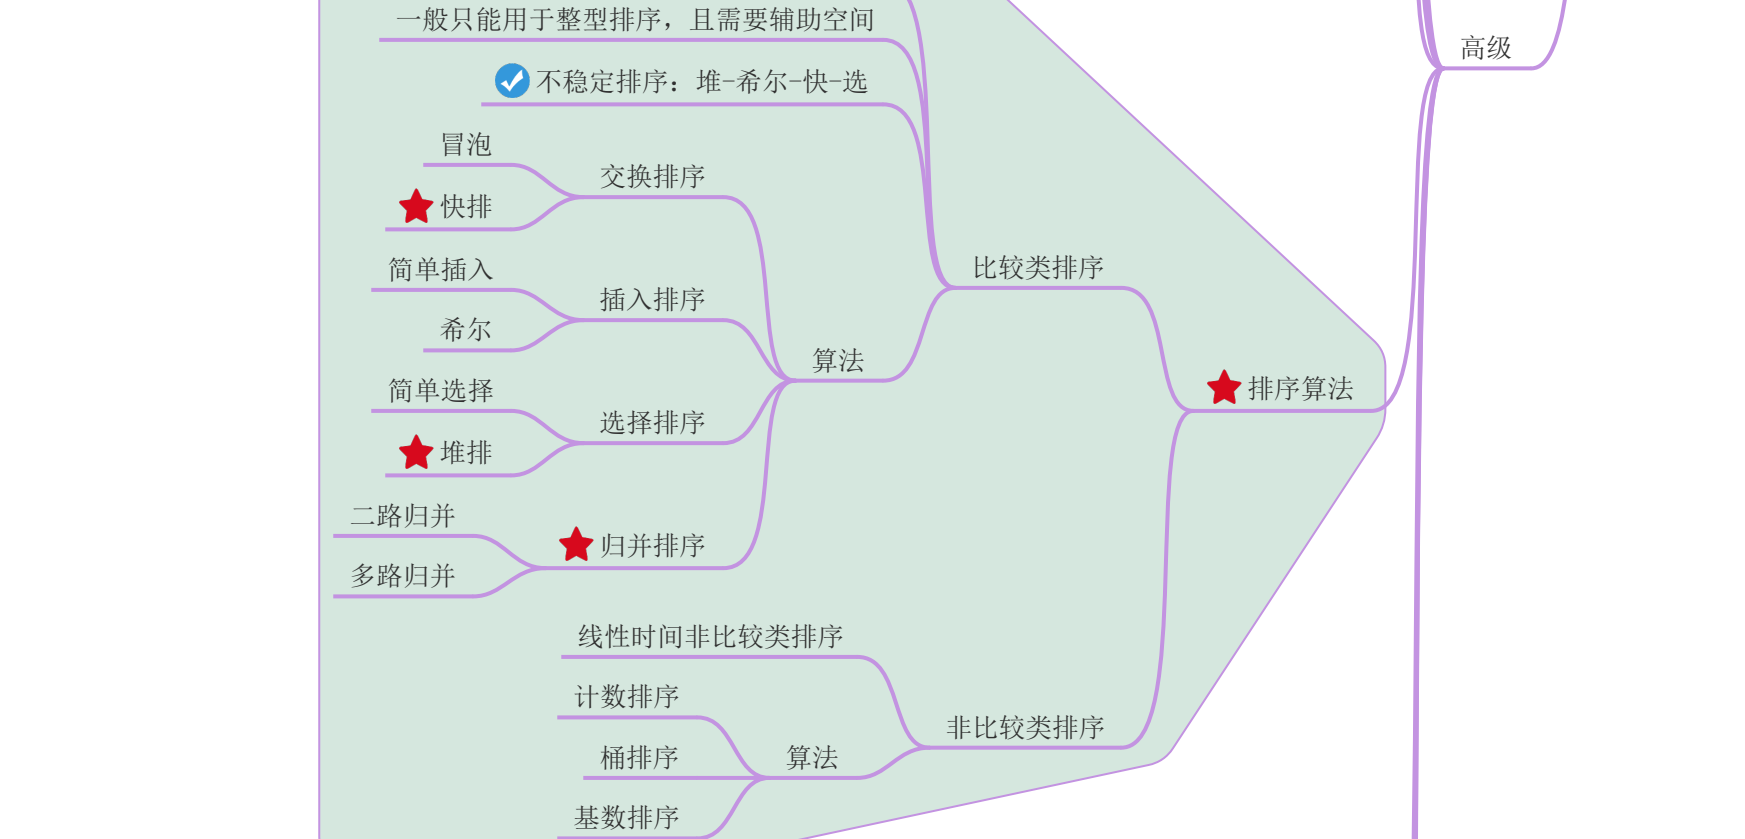 一般只能用于整型排序，且需要辅助空间
高级
不稳定排序：堆-希尔-快-选
冒泡
交换排序
快排
简单插入
比较类排序
插入排序
希尔
算法
简单选择
排序算法
选择排序
堆排
二路归并
归并排序
多路归并
线性时间非比较类排序
计数排序
非比较类排序
桶排序
算法
基数排序